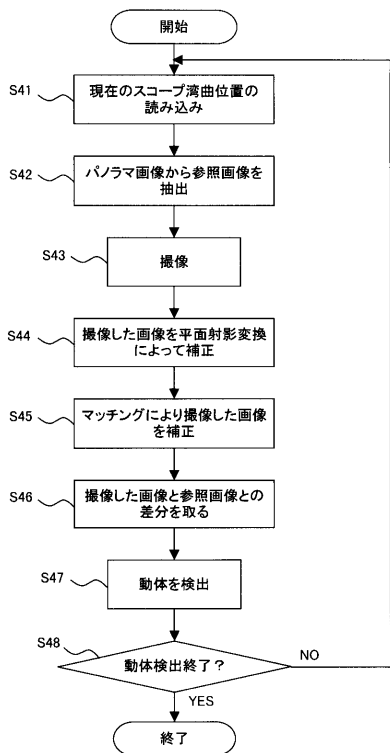 開始
S41
現在のスコープ湾曲位置の
読み込み
S42
パノラマ画像から参照画像を
抽出
S43
撮像
S44
撮像した画像を平面射影変換
によって補正
S45
マッチングにより撮像した画像
を補正
S46
撮像した画像と参照画像との
差分を取る
S47
動体を検出
S48
動体検出終了?
NO
YES
終了